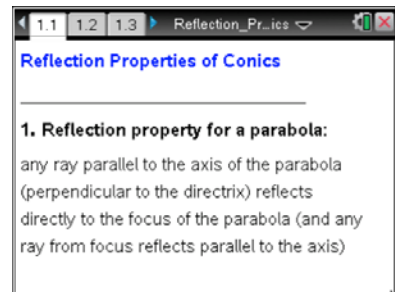 1.1 1.2 1.3 Reflection_Pr...ics
Reflection Properties of Conics
1. Reflection property for a parabola:
any ray parallel to the axis of the parabola
(perpendicular to the directrix) reflects
directly to the focus of the parabola (and any
ray from focus reflects parallel to the axis)